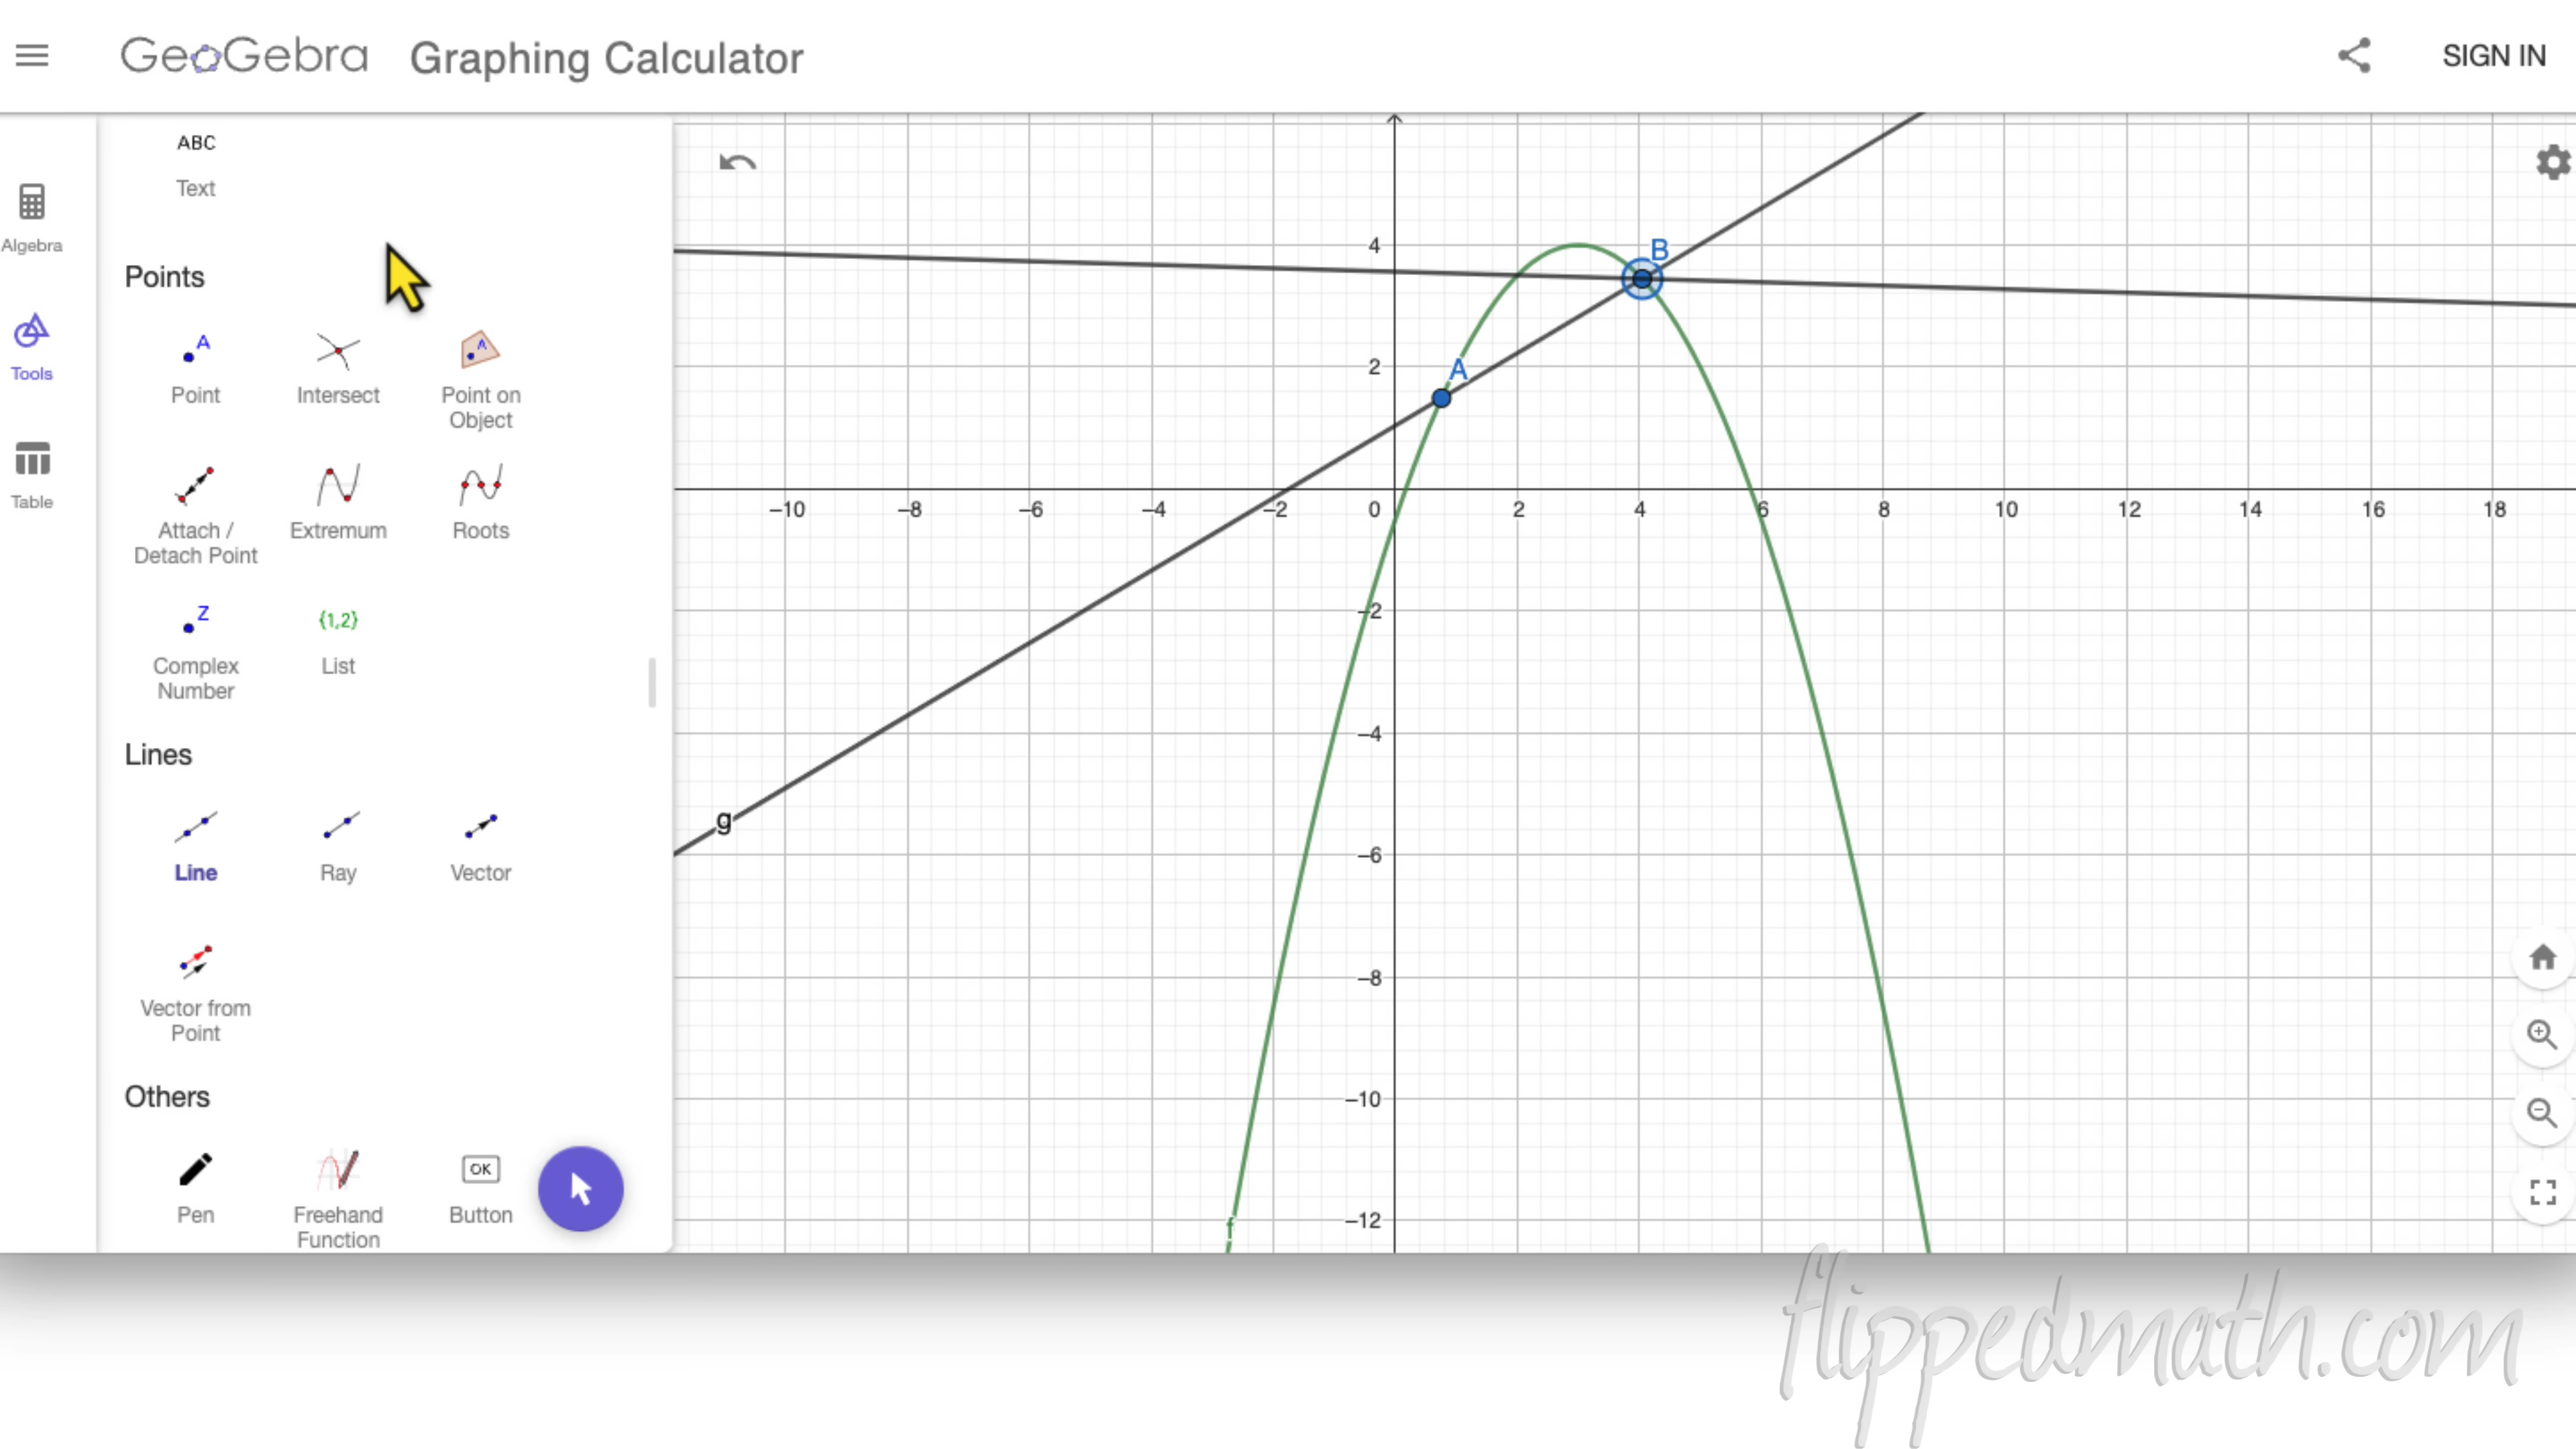 GeoGebra Graphing Calculator
SIGN IN
Algebra
Tools
Table
ABC
Text
Points
A
Point
Intersect
A
Point on
Object
Attach /
Detach Point
Extremum
Roots
Z
Complex
Number
{1,2}
List
Lines
Line
Ray
Vector
Vector from
Point
Others
Pen
Freehand
Function
OK
Button
4
2
0
−2
−4
−6
−8
−10
−12
−10 −8 −6 −4 −2 2 4 6 8 10 12 14 16 18
A
B
g
f
flippedmath.com